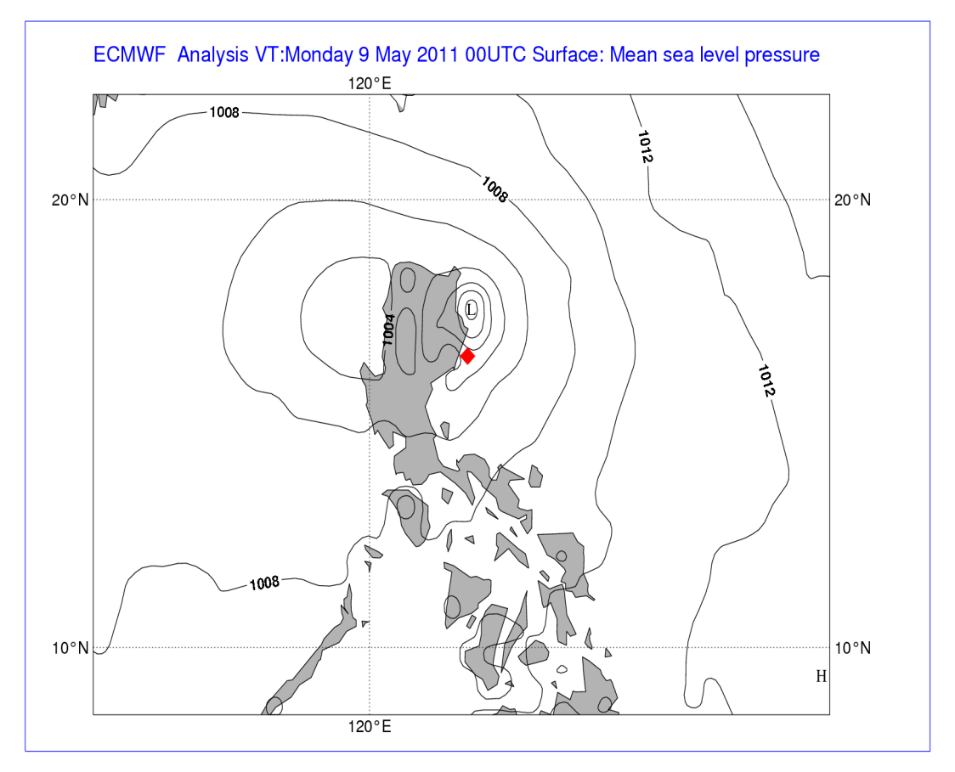 ECMWF Analysis VT:Monday 9 May 2011 00UTC Surface: Mean sea level pressure
120°E
1008
1012
1008
20°N
20°N
L
1004
1012
1008
10°N
10°N
H
120°E